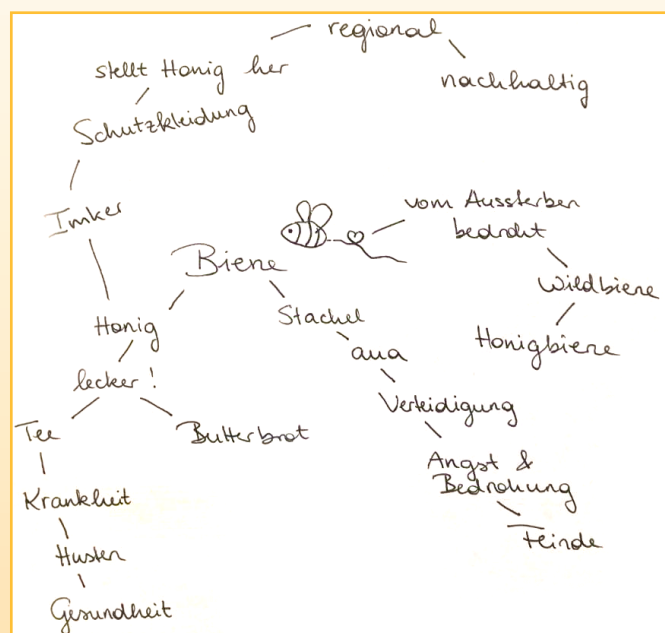 regional
stellt Honig her
nachhaltig
Schutzkleidung
Imker
vom Aussterben
bedroht
Biene
Wildbiene
Stachel
Honig
Honigbiene
aua
lecker!
Verteidigung
Tee
Butterbrot
Angst &
Bedrohung
Krankheit
Feinde
Husten
Gesundheit